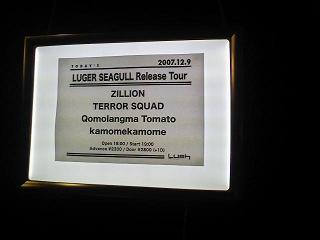 TODAY'S 2007.12.9
LUGER SEAGULL Release Tour
ZILLION
TERROR SQUAD
Qomolangma Tomato
kamomekamome
Open 18:00 / Start 19:00
Advance ¥2300 / Door ¥2800 (+1D)
Lush